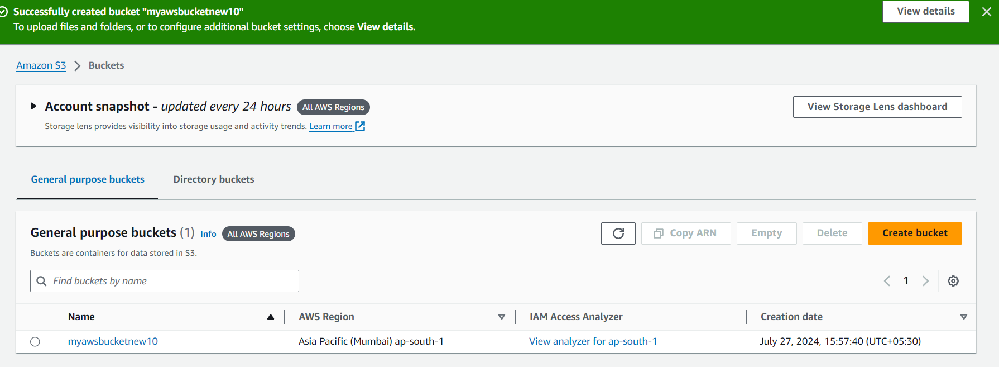 Successfully created bucket "myawsbucketnew10"
View details
To upload files and folders, or to configure additional bucket settings, choose View details.
Amazon S3 Buckets
Account snapshot - updated every 24 hours All AWS Regions
View Storage Lens dashboard
Storage lens provides visibility into storage usage and activity trends. Learn more
General purpose buckets Directory buckets
General purpose buckets (1) Info All AWS Regions
Copy ARN Empty Delete Create bucket
Buckets are containers for data stored in S3.
Find buckets by name
1
Name AWS Region IAM Access Analyzer Creation date
myawsbucketnew10 Asia Pacific (Mumbai) ap-south-1 View analyzer for ap-south-1 July 27, 2024, 15:57:40 (UTC+05:30)